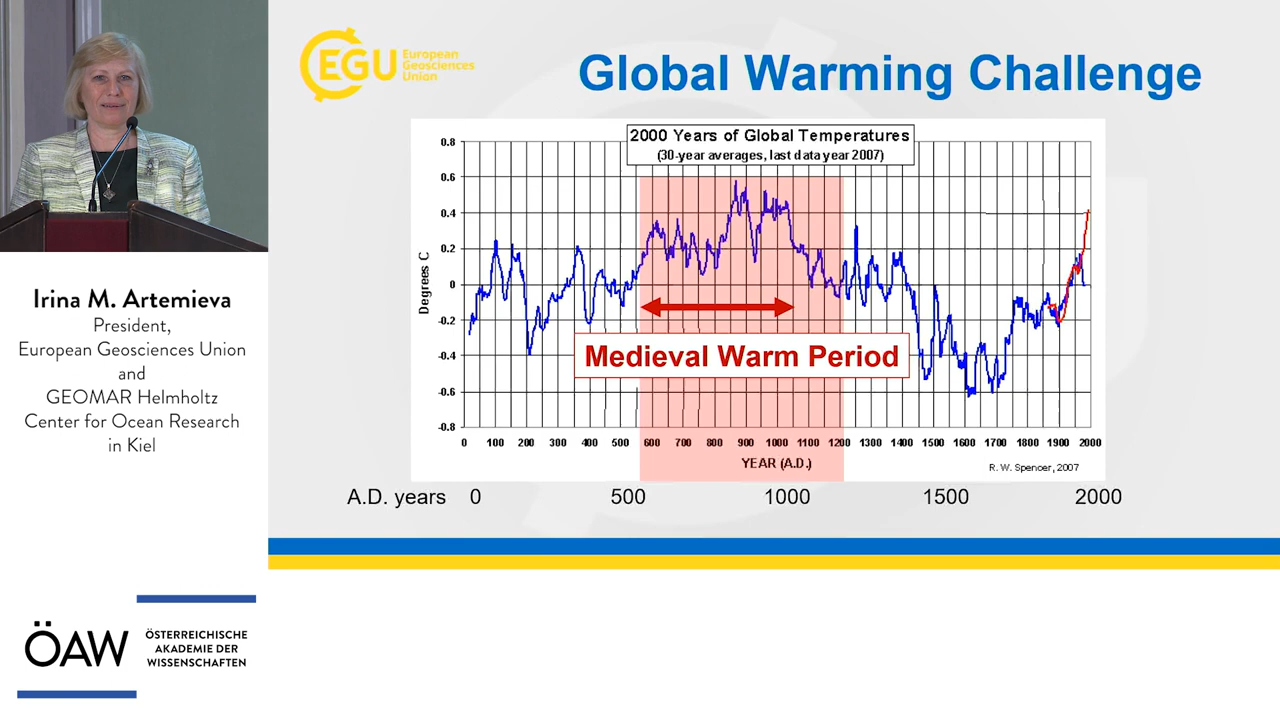 EGU European
Geosciences
Union
Global Warming Challenge
2000 Years of Global Temperatures
(30-year averages, last data year 2007)
0.8
0.6
0.4
0.2
0
-0.2
-0.4
-0.6
-0.8
Degrees C
Medieval Warm Period
0 100 200 300 400 500 600 700 800 900 1000 1100 1200 1300 1400 1500 1600 1700 1800 1900 2000
YEAR (A.D.)
R. W. Spencer, 2007
A.D. years 0 500 1000 1500 2000
Irina M. Artemieva
President,
European Geosciences Union
and
GEOMAR Helmholtz
Center for Ocean Research
in Kiel
ÖAW
ÖSTERREICHISCHE
AKADEMIE DER
WISSENSCHAFTEN